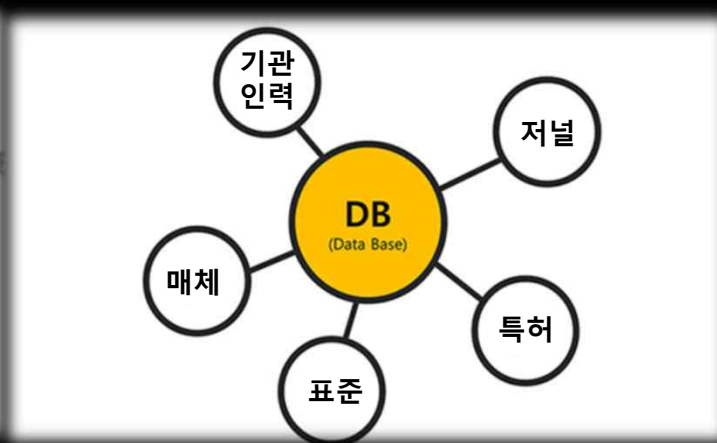 기관
인력
저널
DB
(Data Base)
매체
특허
표준